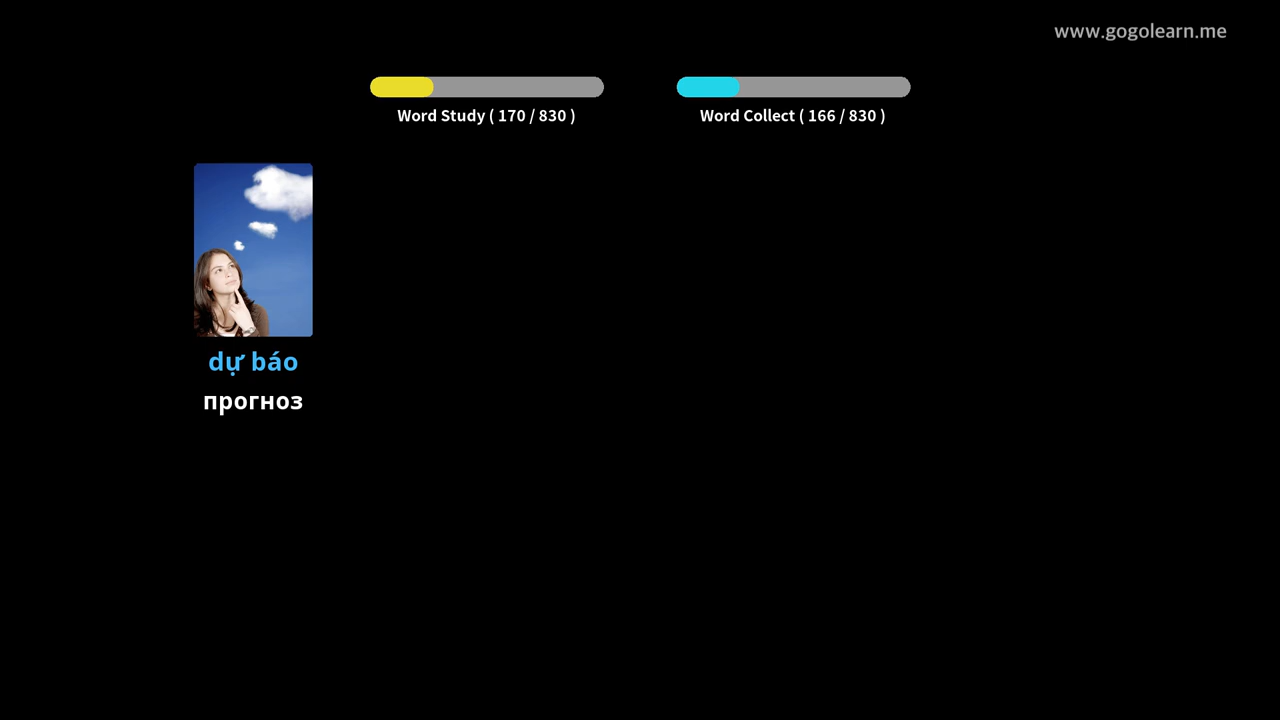 www.gogolearn.me
Word Study ( 170 / 830 )
Word Collect ( 166 / 830 )
dự báo
прогноз